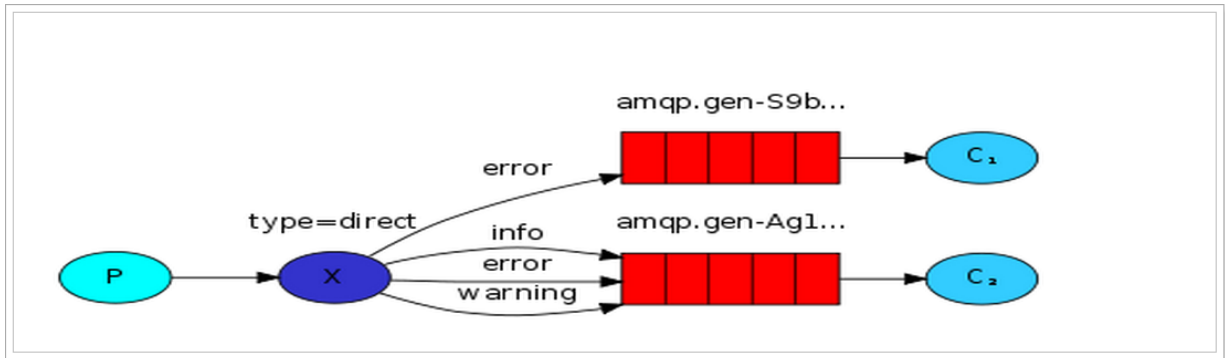 amqp.gen-S9b...
C₁
error
type=direct
amqp.gen-Ag1...
info
error
P
X
C₂
warning